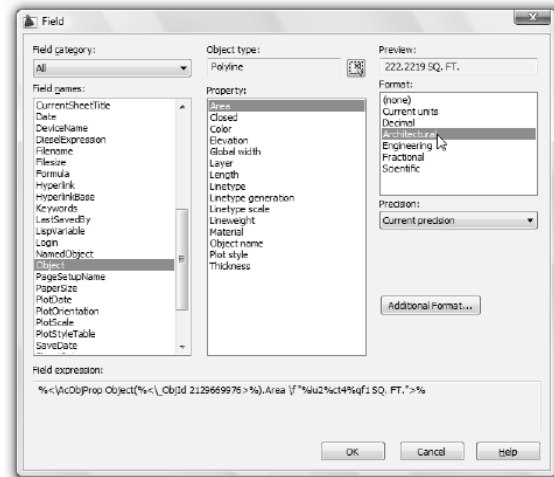 Field
Field category:
All
Field names:
CurrentSheetTitle
Date
DeviceName
DieselExpression
Filename
Filesize
Formula
Hyperlink
HyperlinkBase
Keywords
LastSavedBy
LispVariable
Login
NamedObject
Object
PageSetupName
PaperSize
PlotDate
PlotOrientation
PlotScale
PlotStyleTable
SaveDate
Object type:
Polyline
Property:
Area
Closed
Color
Elevation
Global width
Layer
Length
Linetype
Linetype generation
Linetype scale
Lineweight
Material
Object name
Plot style
Thickness
Preview:
222.2219 SQ. FT.
Format:
(none)
Current units
Decimal
Architectural
Engineering
Fractional
Scientific
Precision:
Current precision
Additional Format...
Field expression:
%<\AcObjProp Object(%<\_ObjId 2129669976>%).Area \f "%lu2%ct4%qf1 SQ. FT.">%
OK
Cancel
Help